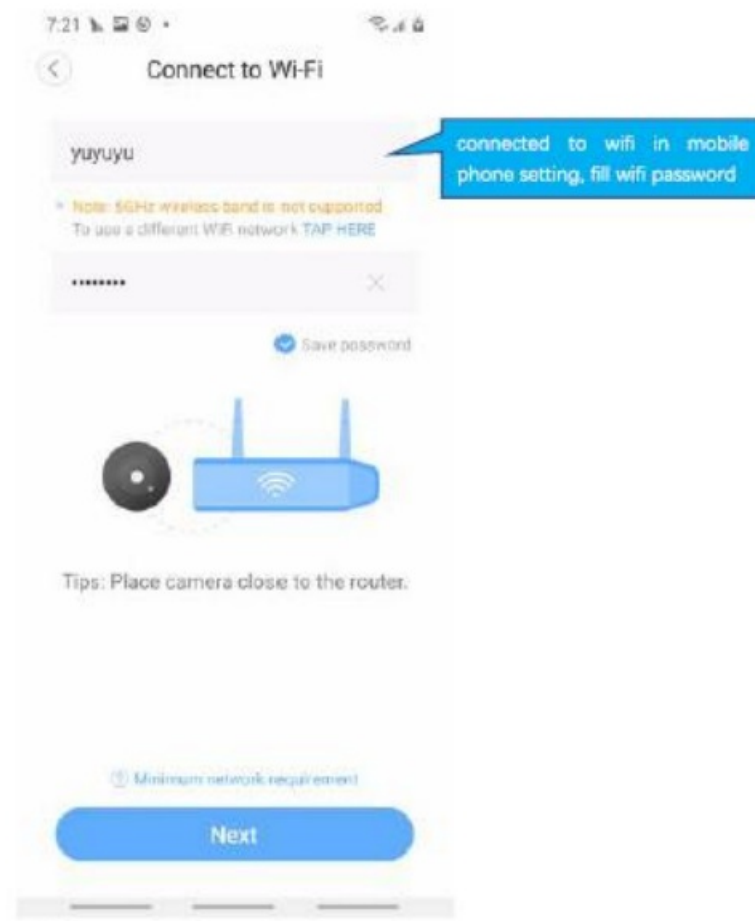 7:21
Connect to Wi-Fi
yuyuyu
connected to wifi in mobile
phone setting, fill wifi password
* Note: 5GHz wireless band is not supported
To use a different WiFi network TAP HERE
••••••••
Save password
Tips: Place camera close to the router.
Minimum network requirement
Next